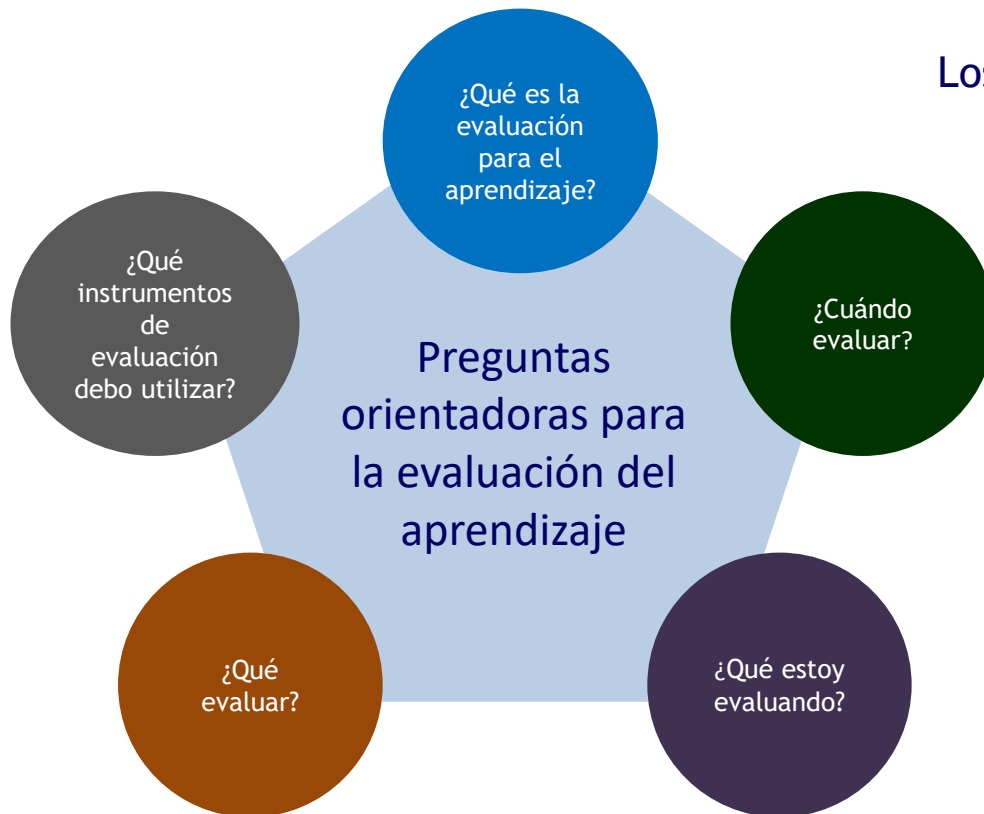 Los
¿Qué es la
evaluación
para el
aprendizaje?
¿Cuándo
evaluar?
¿Qué estoy
evaluando?
¿Qué
evaluar?
¿Qué
instrumentos
de
evaluación
debo utilizar?
Preguntas
orientadoras para
la evaluación del
aprendizaje